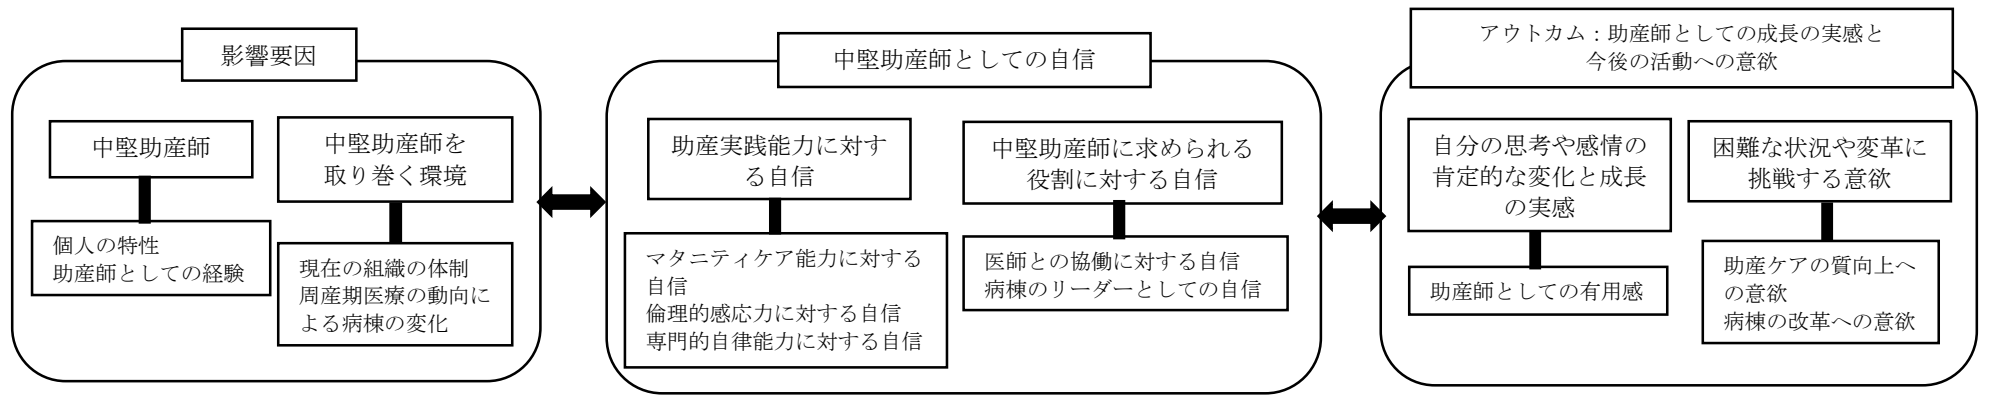 影響要因
中堅助産師
個人の特性
助産師としての経験
中堅助産師を
取り巻く環境
現在の組織の体制
周産期医療の動向に
よる病棟の変化
中堅助産師としての自信
助産実践能力に対す
る自信
マタニティケア能力に対する
自信
倫理的感応力に対する自信
専門的自律能力に対する自信
中堅助産師に求められる
役割に対する自信
医師との協働に対する自信
病棟のリーダーとしての自信
アウトカム：助産師としての成長の実感と
今後の活動への意欲
自分の思考や感情の
肯定的な変化と成長
の実感
助産師としての有用感
困難な状況や変革に
挑戦する意欲
助産ケアの質向上へ
の意欲
病棟の改革への意欲